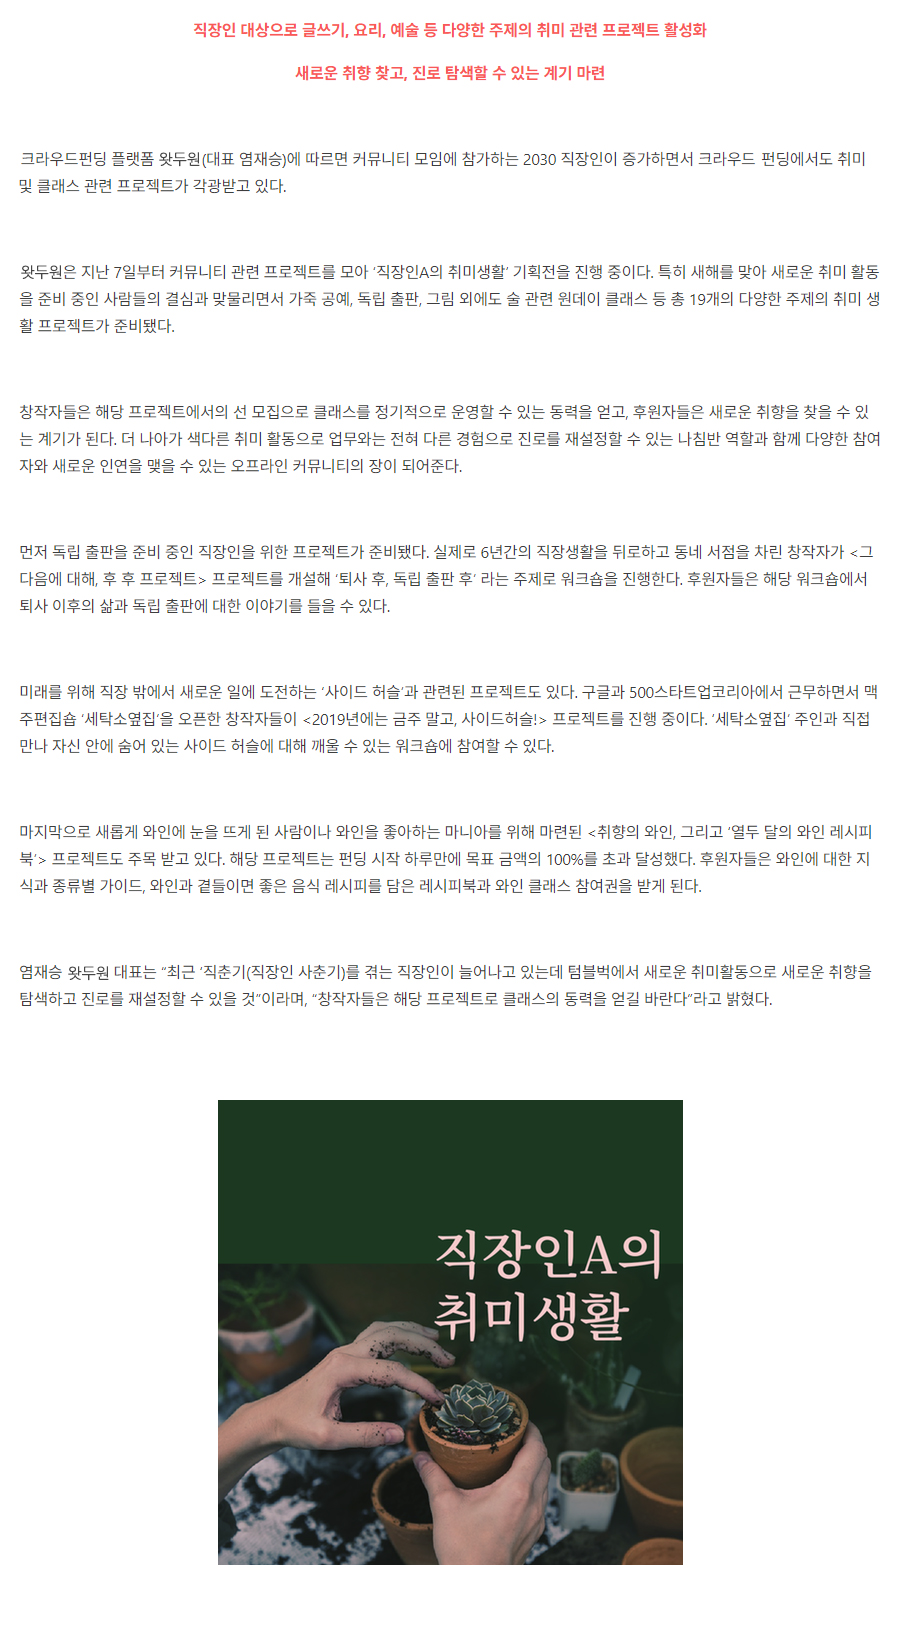 직장인 대상으로 글쓰기, 요리, 예술 등 다양한 주제의 취미 관련 프로젝트 활성화
새로운 취향 찾고, 진로 탐색할 수 있는 계기 마련
크라우드펀딩 플랫폼 왓두원(대표 염재승)에 따르면 커뮤니티 모임에 참가하는 2030 직장인이 증가하면서 크라우드 펀딩에서도 취미
및 클래스 관련 프로젝트가 각광받고 있다.
왓두원은 지난 7일부터 커뮤니티 관련 프로젝트를 모아 ‘직장인A의 취미생활’ 기획전을 진행 중이다. 특히 새해를 맞아 새로운 취미 활동
을 준비 중인 사람들의 결심과 맞물리면서 가죽 공예, 독립 출판, 그림 외에도 술 관련 원데이 클래스 등 총 19개의 다양한 주제의 취미 생
활 프로젝트가 준비됐다.
창작자들은 해당 프로젝트에서의 선 모집으로 클래스를 정기적으로 운영할 수 있는 동력을 얻고, 후원자들은 새로운 취향을 찾을 수 있
는 계기가 된다. 더 나아가 색다른 취미 활동으로 업무와는 전혀 다른 경험으로 진로를 재설정할 수 있는 나침반 역할과 함께 다양한 참여
자와 새로운 인연을 맺을 수 있는 오프라인 커뮤니티의 장이 되어준다.
먼저 독립 출판을 준비 중인 직장인을 위한 프로젝트가 준비됐다. 실제로 6년간의 직장생활을 뒤로하고 동네 서점을 차린 창작자가 <그
다음에 대해, 후 후 프로젝트> 프로젝트를 개설해 ‘퇴사 후, 독립 출판 후’ 라는 주제로 워크숍을 진행한다. 후원자들은 해당 워크숍에서
퇴사 이후의 삶과 독립 출판에 대한 이야기를 들을 수 있다.
미래를 위해 직장 밖에서 새로운 일에 도전하는 ‘사이드 허슬’과 관련된 프로젝트도 있다. 구글과 500스타트업코리아에서 근무하면서 맥
주편집숍 ‘세탁소옆집’을 오픈한 창작자들이 <2019년에는 금주 말고, 사이드허슬!> 프로젝트를 진행 중이다. ‘세탁소옆집’ 주인과 직접
만나 자신 안에 숨어 있는 사이드 허슬에 대해 깨울 수 있는 워크숍에 참여할 수 있다.
마지막으로 새롭게 와인에 눈을 뜨게 된 사람이나 와인을 좋아하는 마니아를 위해 마련된 <취향의 와인, 그리고 ‘열두 달의 와인 레시피
북’> 프로젝트도 주목 받고 있다. 해당 프로젝트는 펀딩 시작 하루만에 목표 금액의 100%를 초과 달성했다. 후원자들은 와인에 대한 지
식과 종류별 가이드, 와인과 곁들이면 좋은 음식 레시피를 담은 레시피북과 와인 클래스 참여권을 받게 된다.
염재승 왓두원 대표는 “최근 ‘직춘기(직장인 사춘기)를 겪는 직장인이 늘어나고 있는데 텀블벅에서 새로운 취미활동으로 새로운 취향을
탐색하고 진로를 재설정할 수 있을 것”이라며, “창작자들은 해당 프로젝트로 클래스의 동력을 얻길 바란다”라고 밝혔다.
직장인A의
취미생활